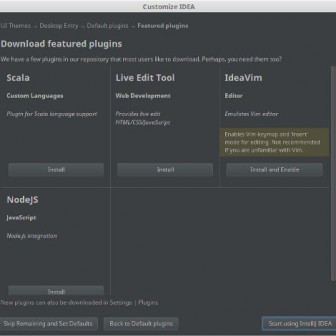 Customize IDEA
UI Themes → Desktop Entry → Default plugins → Featured plugins
Download featured plugins
We have a few plugins in our repository that most users like to download. Perhaps, you need them too?
Scala
Custom Languages
Plugin for Scala language support
Install
Live Edit Tool
Web Development
Provides live edit
HTML/CSS/JavaScript
Install
IdeaVim
Editor
Emulates Vim editor
Enables Vim-keymap and 'Insert'
mode for editing. Not recommended
if you are unfamiliar with Vim.
Install and Enable
NodeJS
JavaScript
Node.js integration
Install
New plugins can also be downloaded in Settings | Plugins
Skip Remaining and Set Defaults
Back to Default plugins
Start using IntelliJ IDEA